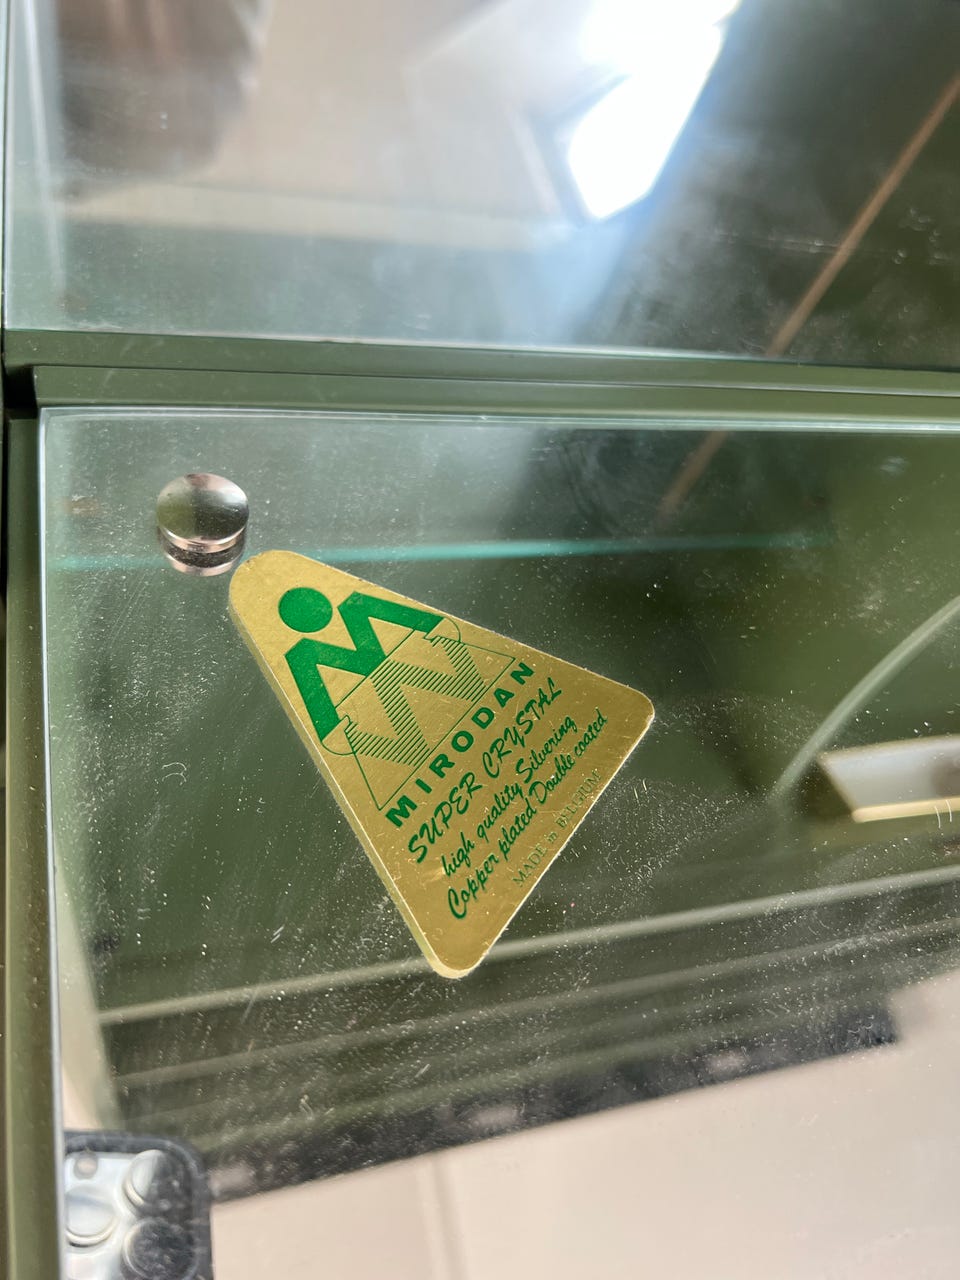 MIRODAN
SUPER CRYSTAL
high quality Silvering
Copper plated Double coated
MADE in BELGIUM